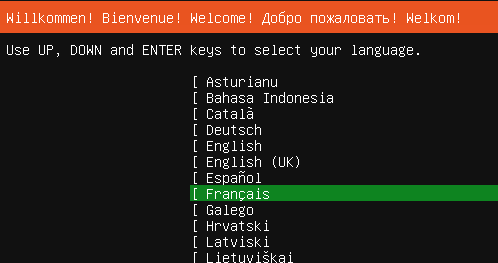 Willkommen! Bienvenue! Welcome! Добро пожаловать! Welkom!
Use UP, DOWN and ENTER keys to select your language.
[ Asturianu
[ Bahasa Indonesia
[ Català
[ Deutsch
[ English
[ English (UK)
[ Español
[ Français
[ Galego
[ Hrvatski
[ Latviski
[ Lietuviškai